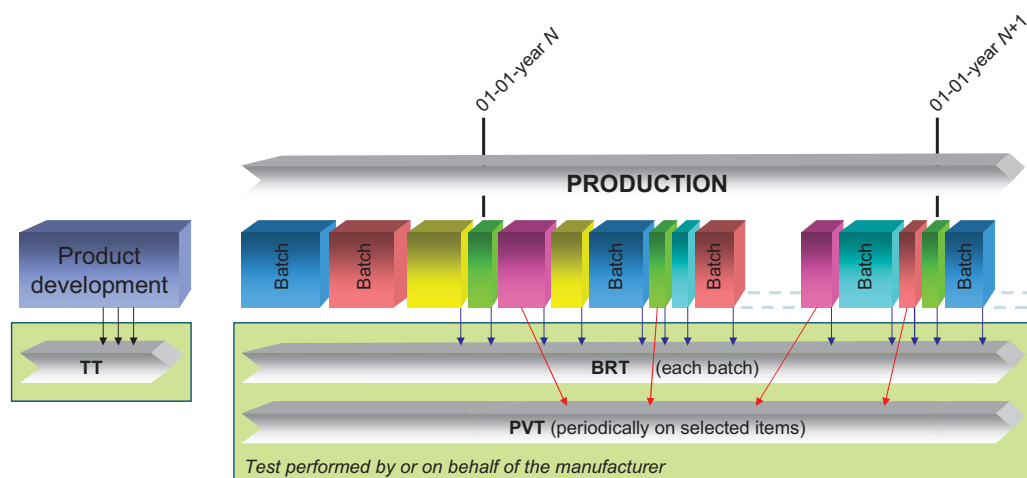 01-01-year N
01-01-year N+1
PRODUCTION
Product
development
Batch
Batch
Batch
Batch
Batch
Batch
TT
BRT (each batch)
PVT (periodically on selected items)
Test performed by or on behalf of the manufacturer